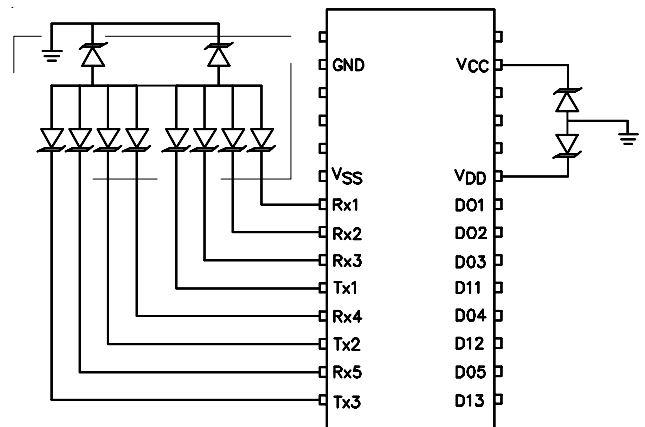 GND VCC
VSS VDD
Rx1 DO1
Rx2 DO2
Rx3 DO3
Tx1 D11
Rx4 DO4
Tx2 D12
Rx5 DO5
Tx3 D13